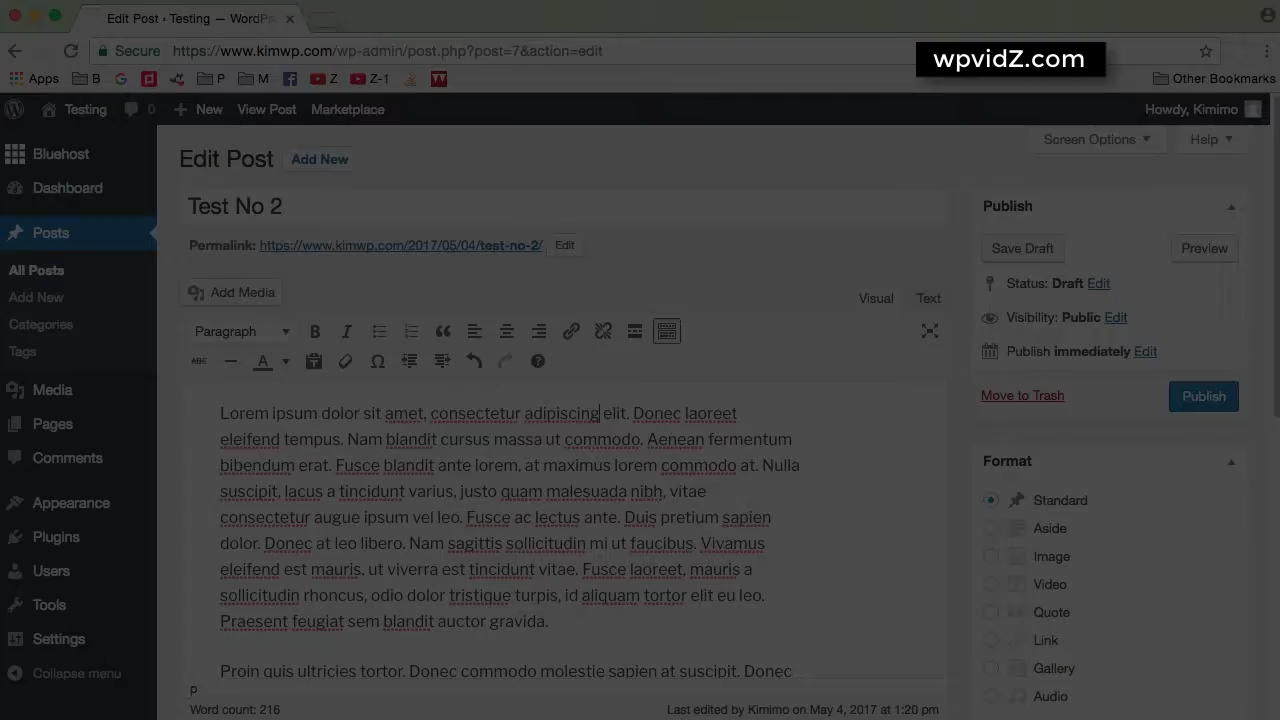 Edit Post ‹ Testing — WordPr
Secure https://www.kimwp.com/wp-admin/post.php?post=7&action=edit
wpvidZ.com
Apps B P M Z Z-1 Other Bookmarks
Testing 0 New View Post Marketplace Howdy, Kimimo
Screen Options Help
Bluehost
Dashboard
Posts
All Posts
Add New
Categories
Tags
Media
Pages
Comments
Appearance
Plugins
Users
Tools
Settings
Collapse menu
Edit Post Add New
Test No 2
Permalink: https://www.kimwp.com/2017/05/04/test-no-2/ Edit
Add Media
Visual Text
Paragraph B I
ABC A Ω
Lorem ipsum dolor sit amet, consectetur adipiscing elit. Donec laoreet
eleifend tempus. Nam blandit cursus massa ut commodo. Aenean fermentum
bibendum erat. Fusce blandit ante lorem, at maximus lorem commodo at. Nulla
suscipit, lacus a tincidunt varius, justo quam malesuada nibh, vitae
consectetur augue ipsum vel leo. Fusce ac lectus ante. Duis pretium sapien
dolor. Donec at leo libero. Nam sagittis sollicitudin mi ut faucibus. Vivamus
eleifend est mauris, ut viverra est tincidunt vitae. Fusce laoreet, mauris a
sollicitudin rhoncus, odio dolor tristique turpis, id aliquam tortor elit eu leo.
Praesent feugiat sem blandit auctor gravida.
Proin quis ultricies tortor. Donec commodo molestie sapien at suscipit. Donec
p
Word count: 216
Last edited by Kimimo on May 4, 2017 at 1:20 pm
Publish
Save Draft Preview
Status: Draft Edit
Visibility: Public Edit
Publish immediately Edit
Move to Trash Publish
Format
Standard
Aside
Image
Video
Quote
Link
Gallery
Audio